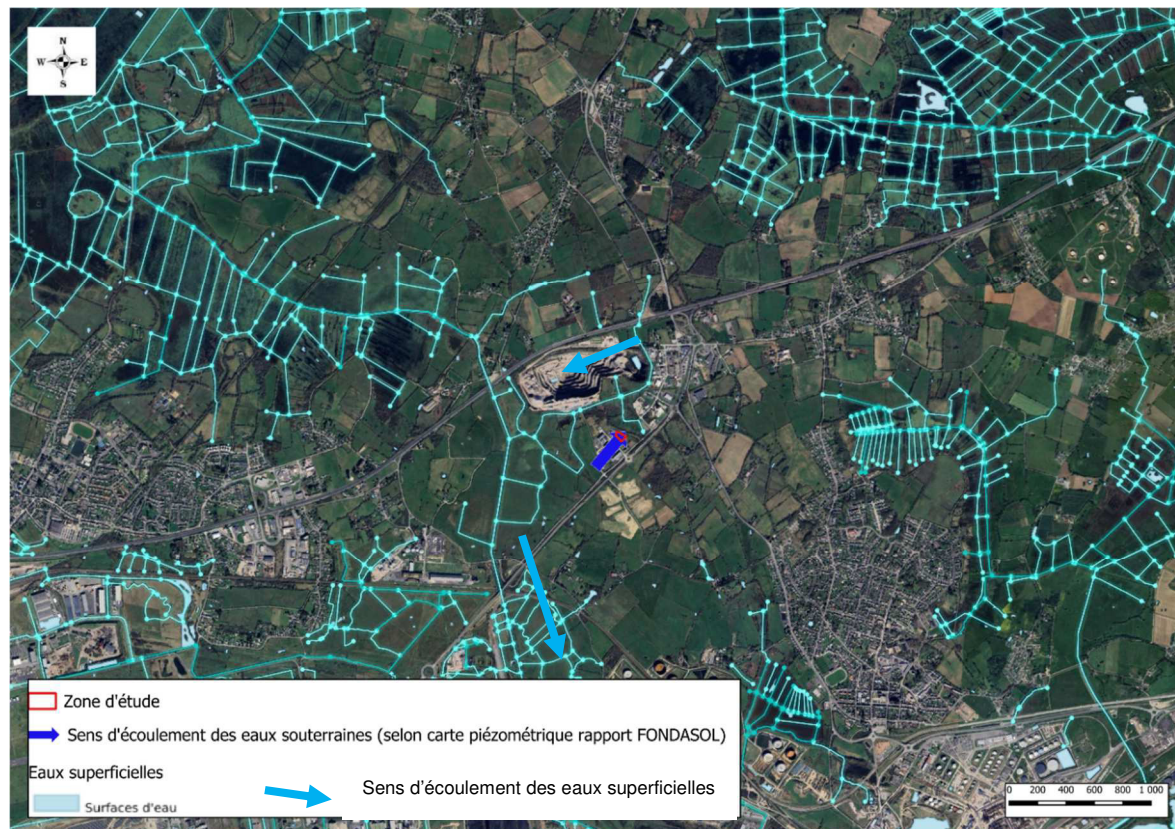 N
W E
S
Zone d'étude
Sens d'écoulement des eaux souterraines (selon carte piézométrique rapport FONDASOL)
Eaux superficielles
Surfaces d'eau
Sens d'écoulement des eaux superficielles
0 200 400 600 800 1 000